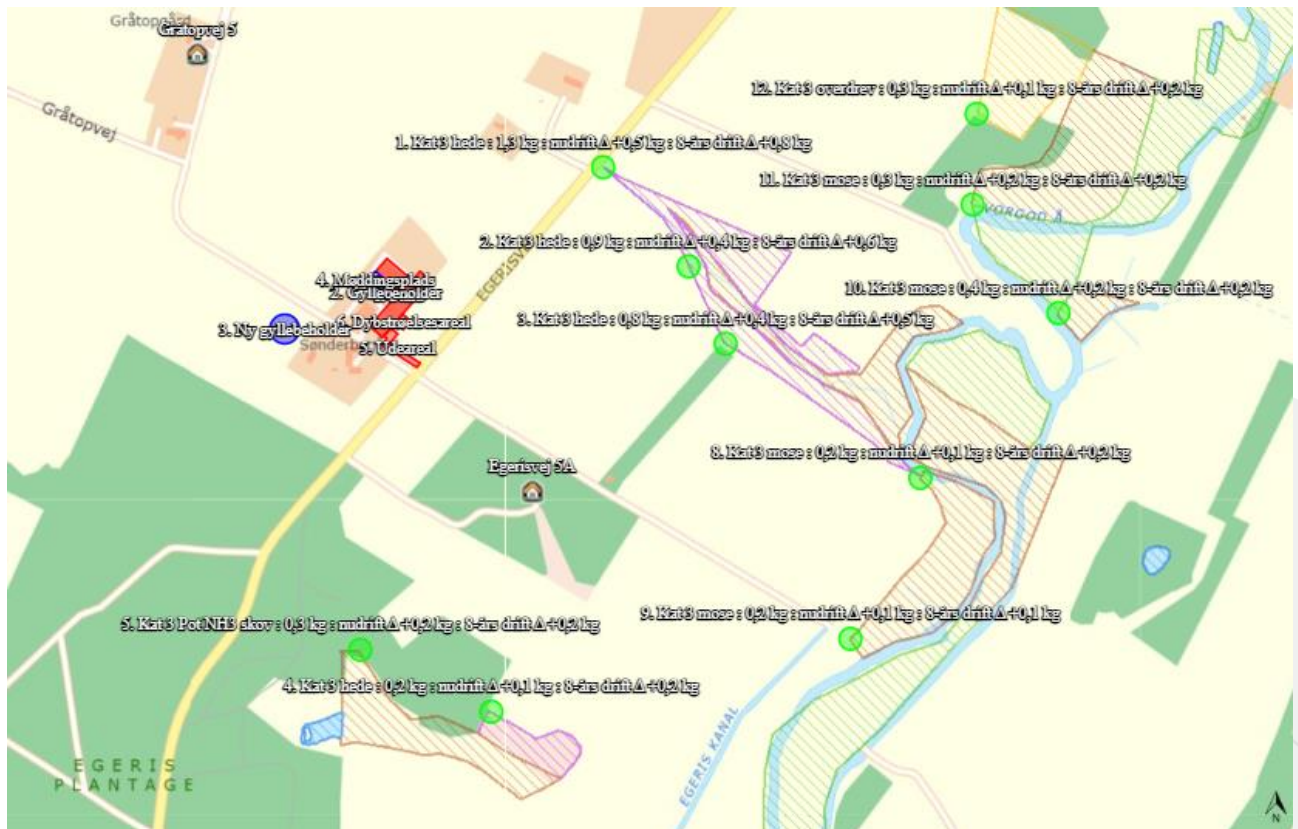 Gråtopgård
Gråtopvej 5
Gråtopvej
12. Kat 3 overdrev : 0,3 kg : nudrift Δ +0,1 kg : 8-års drift Δ +0,2 kg
1. Kat 3 hede : 1,3 kg : nudrift Δ +0,5 kg : 8-års drift Δ +0,8 kg
11. Kat 3 mose : 0,3 kg : nudrift Δ +0,2 kg : 8-års drift Δ +0,2 kg
VORGOD Å
2. Kat 3 hede : 0,9 kg : nudrift Δ +0,4 kg : 8-års drift Δ +0,6 kg
4. Møddingsplads
2. Gyllebeholder
10. Kat 3 mose : 0,4 kg : nudrift Δ +0,2 kg : 8-års drift Δ +0,2 kg
3. Ny gyllebeholder
6. Dybstrøelsesareal
3. Kat 3 hede : 0,8 kg : nudrift Δ +0,4 kg : 8-års drift Δ +0,5 kg
5. Udeareal
8. Kat 3 mose : 0,2 kg : nudrift Δ +0,1 kg : 8-års drift Δ +0,2 kg
Egerisvej 5A
9. Kat 3 mose : 0,2 kg : nudrift Δ +0,1 kg : 8-års drift Δ +0,1 kg
5. Kat 3 Pot NH3 skov : 0,3 kg : nudrift Δ +0,2 kg : 8-års drift Δ +0,2 kg
4. Kat 3 hede : 0,2 kg : nudrift Δ +0,1 kg : 8-års drift Δ +0,2 kg
EGERIS KANAL
EGERIS
PLANTAGE
N